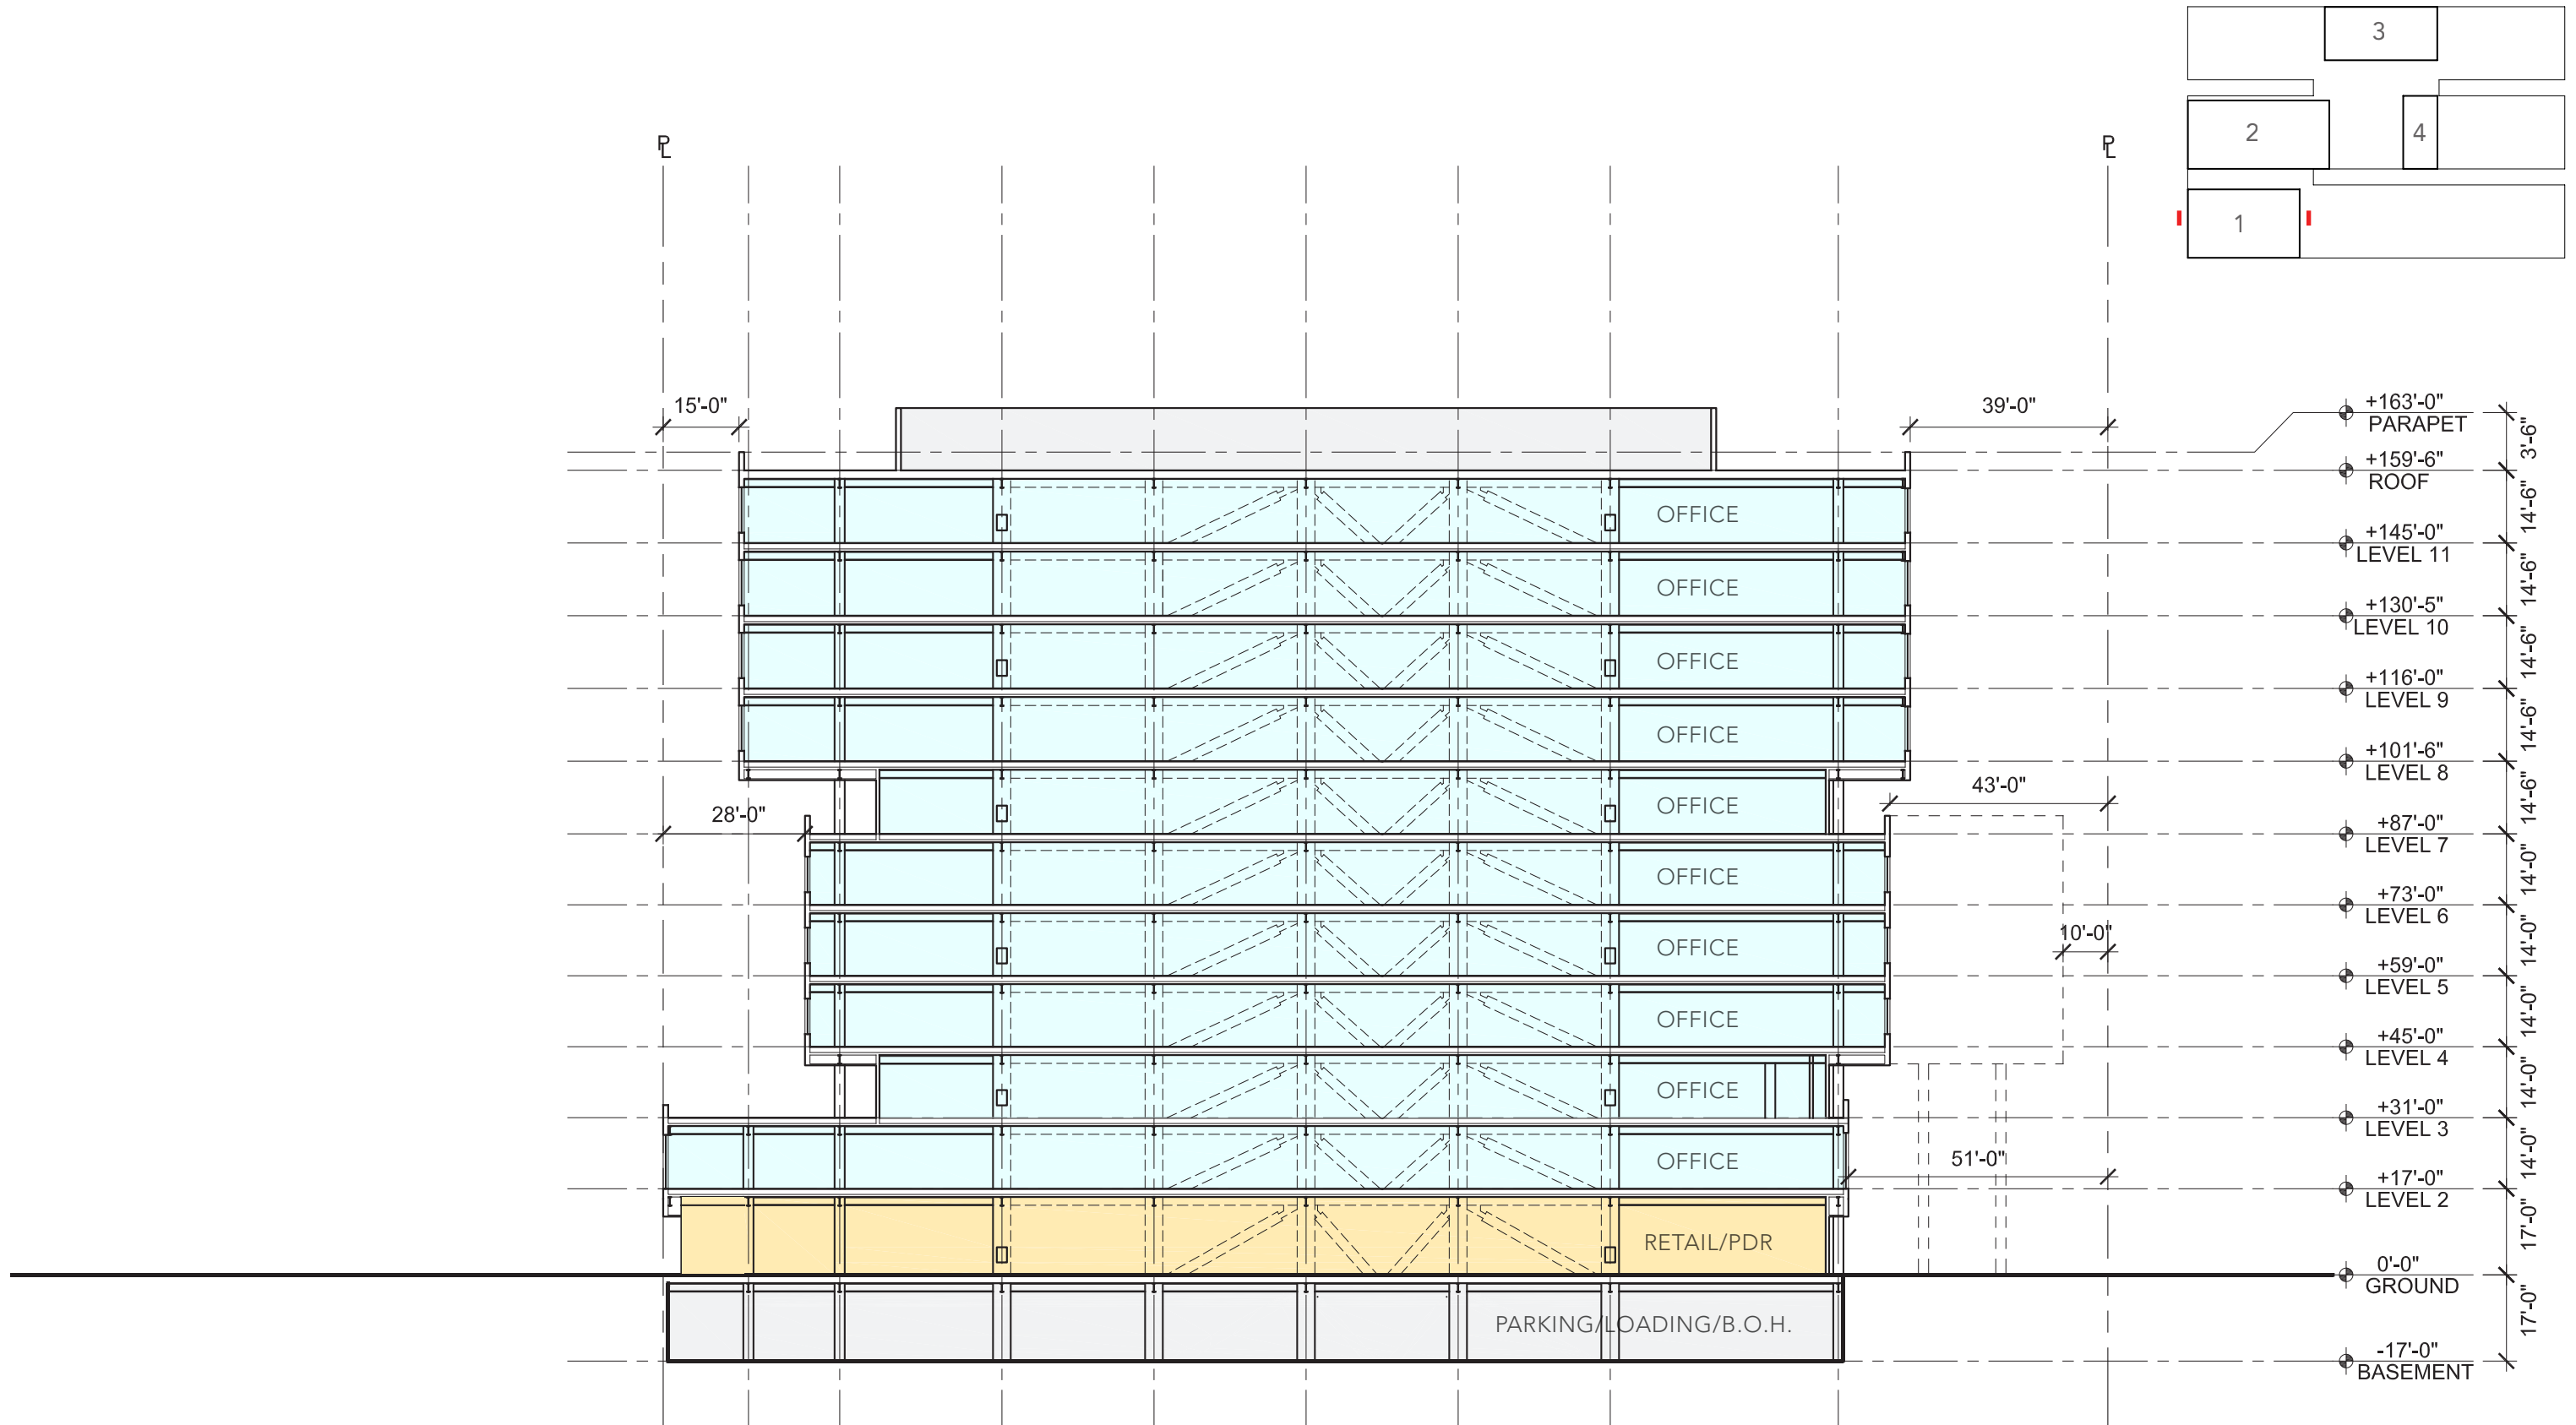 3
2
4
1
PL
PL
15'-0"
39'-0"
+163'-0"
PARAPET
3'-6"
+159'-6"
ROOF
14'-6"
OFFICE
+145'-0"
LEVEL 11
14'-6"
OFFICE
+130'-5"
LEVEL 10
14'-6"
OFFICE
+116'-0"
LEVEL 9
14'-6"
OFFICE
+101'-6"
LEVEL 8
14'-6"
43'-0"
28'-0"
OFFICE
+87'-0"
LEVEL 7
14'-0"
OFFICE
+73'-0"
LEVEL 6
14'-0"
10'-0"
OFFICE
+59'-0"
LEVEL 5
14'-0"
OFFICE
+45'-0"
LEVEL 4
14'-0"
OFFICE
+31'-0"
LEVEL 3
14'-0"
OFFICE
51'-0"
+17'-0"
LEVEL 2
17'-0"
RETAIL/PDR
0'-0"
GROUND
17'-0"
PARKING/LOADING/B.O.H.
-17'-0"
BASEMENT